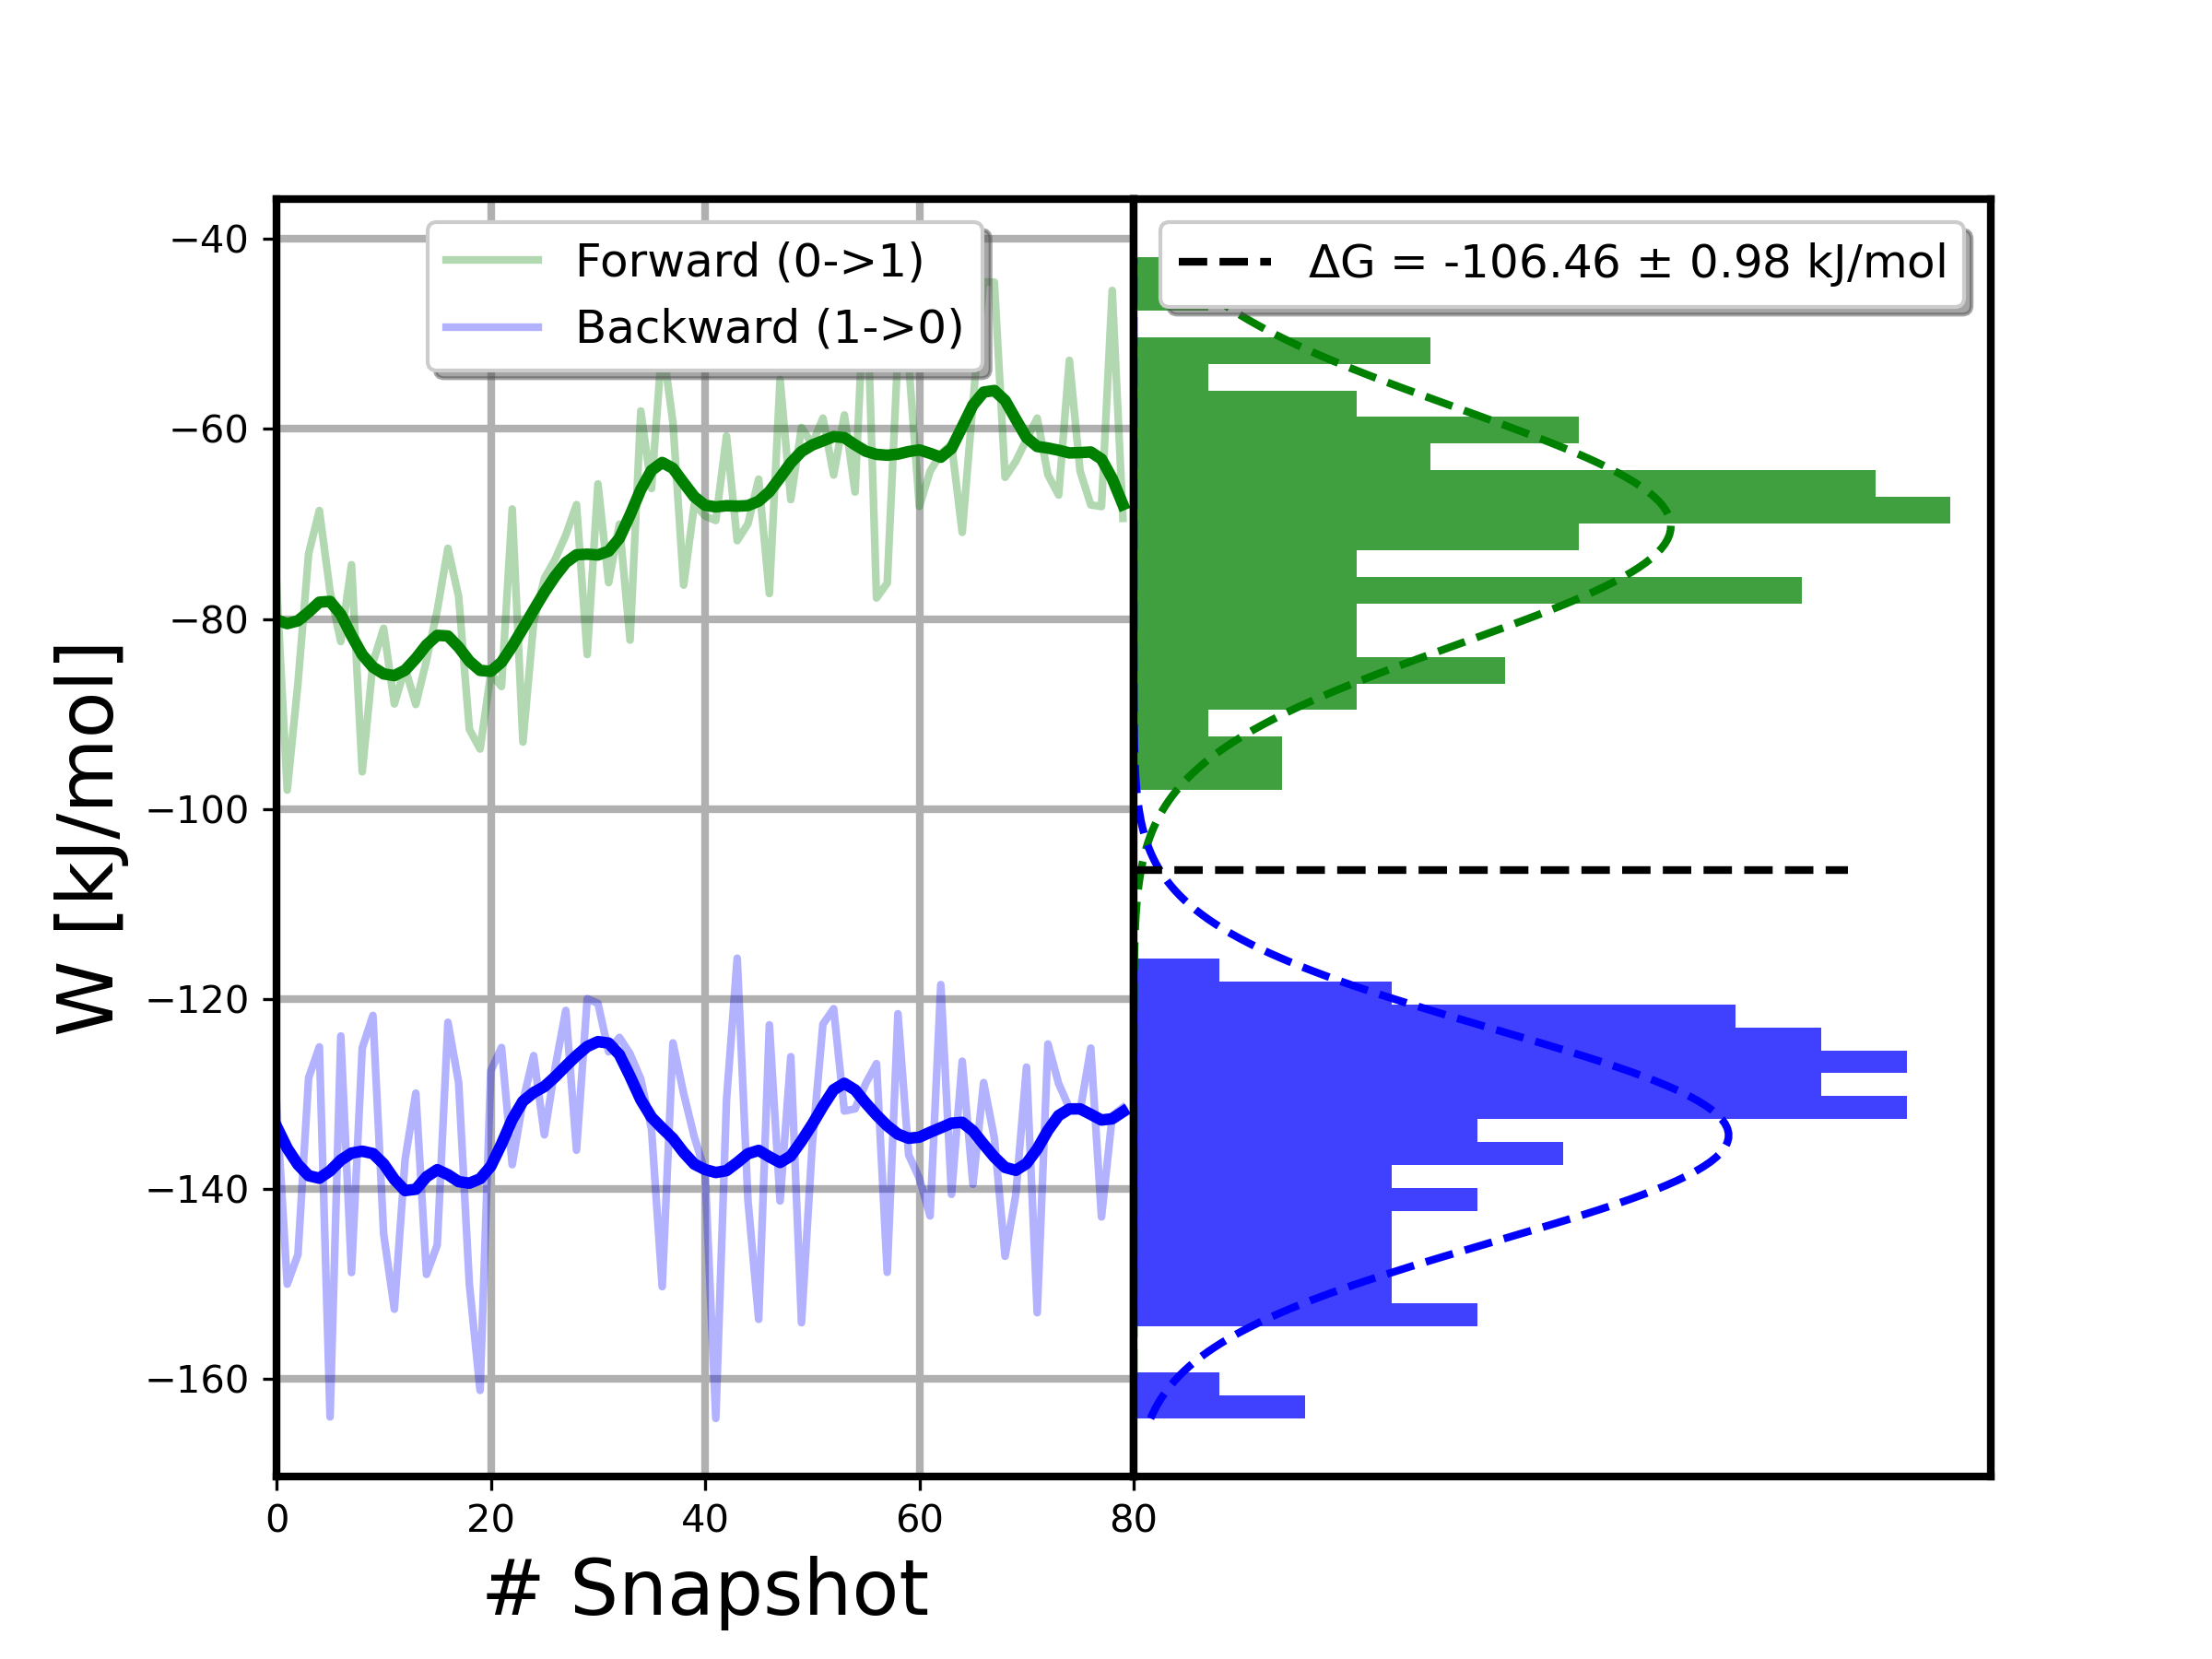 Forward (0->1)
Backward (1->0)
ΔG = -106.46 ± 0.98 kJ/mol
W [kJ/mol]
−40
−60
−80
−100
−120
−140
−160
0 20 40 60 80
# Snapshot